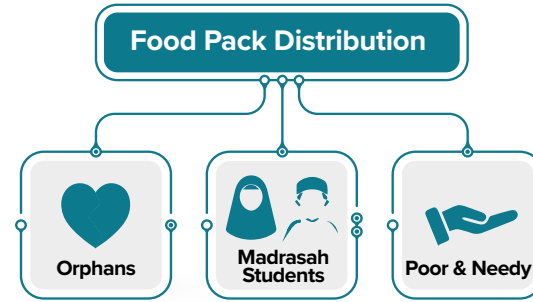 Food Pack Distribution
Orphans
Madrasah
Students
Poor & Needy